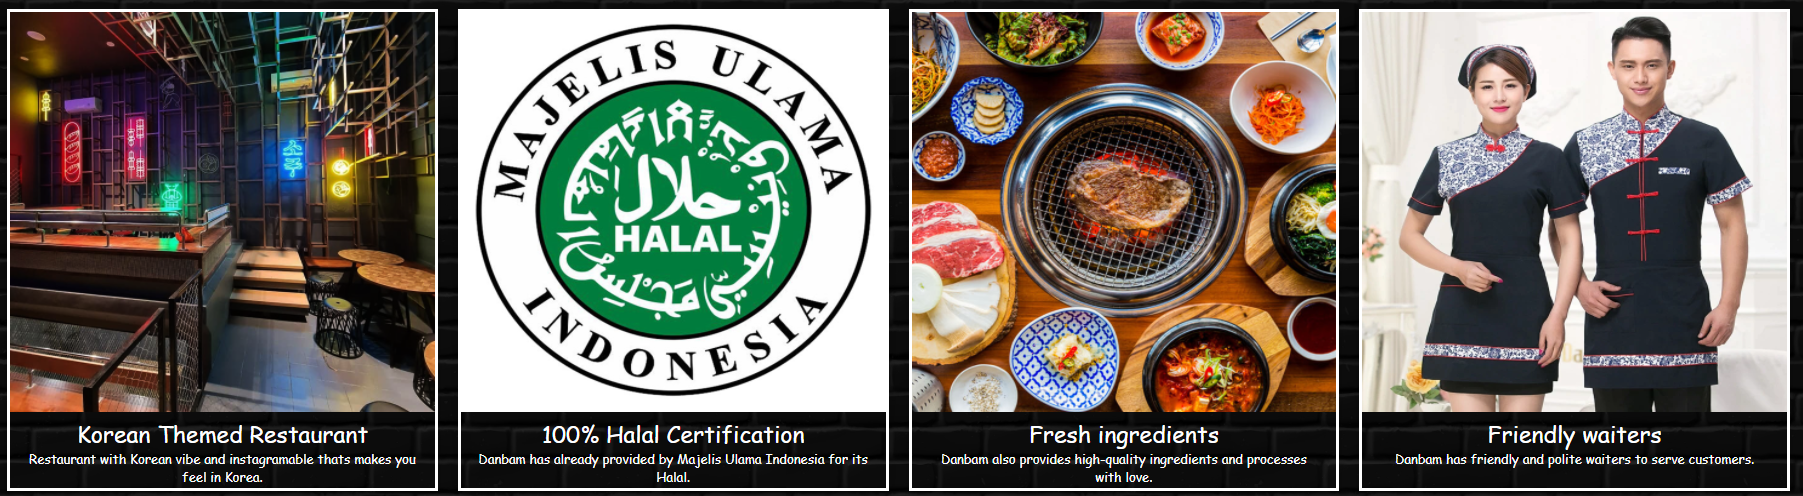 MAJELIS ULAMA
حلال
HALAL
INDONESIA
소주
Korean Themed Restaurant
Restaurant with Korean vibe and instagramable thats makes you
feel in Korea.
100% Halal Certification
Danbam has already provided by Majelis Ulama Indonesia for its
Halal.
Fresh ingredients
Danbam also provides high-quality ingredients and processes
with love.
Friendly waiters
Danbam has friendly and polite waiters to serve customers.